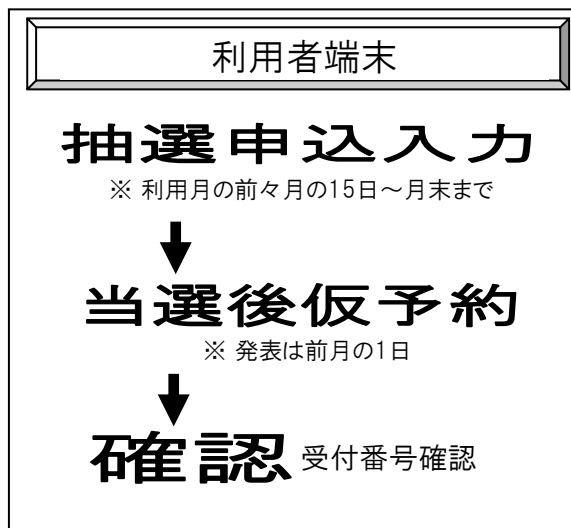 利用者端末
抽選申込入力
※ 利用月の前々月の15日～月末まで
当選後仮予約
※ 発表は前月の1日
確認 受付番号確認